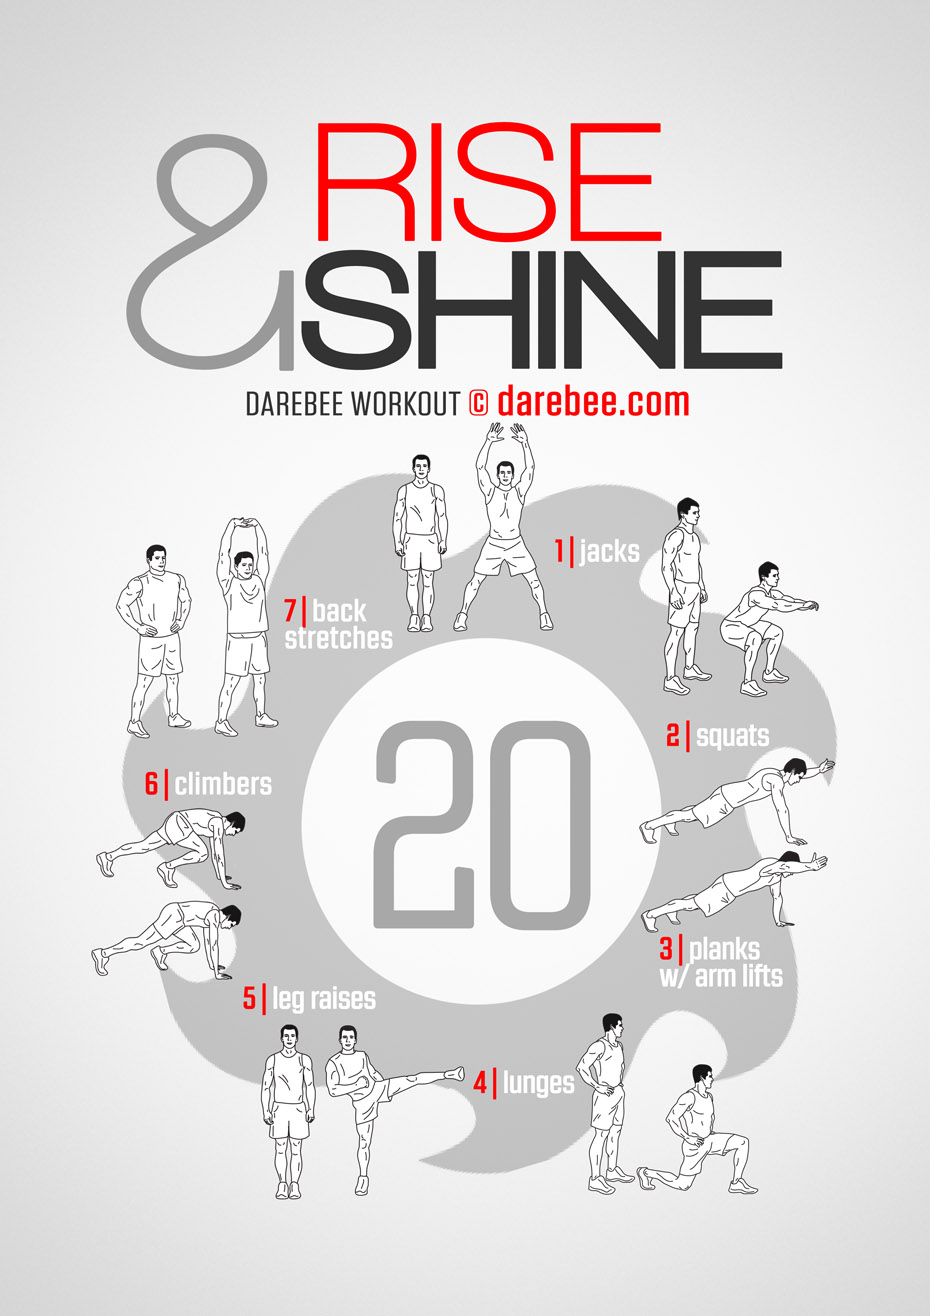 RISE
& SHINE
DAREBEE WORKOUT © darebee.com
1 | jacks
2 | squats
3 | planks
w/ arm lifts
4 | lunges
5 | leg raises
6 | climbers
7 | back
stretches
20